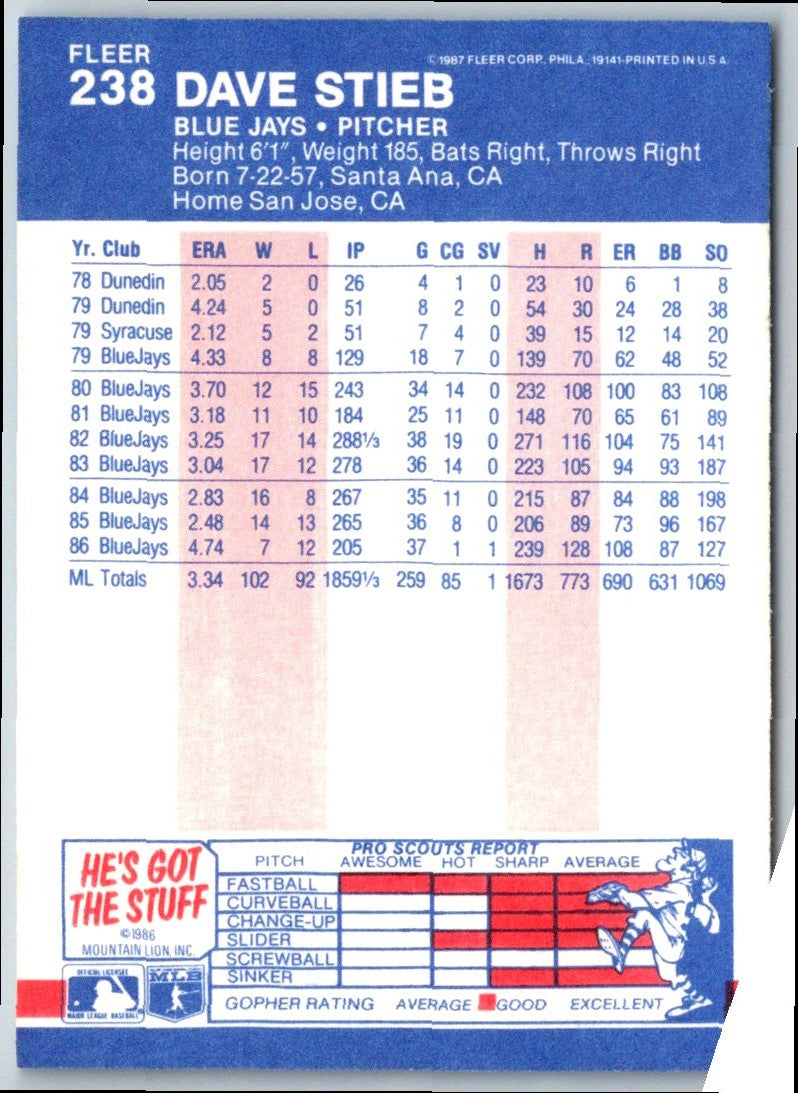 FLEER
©1987 FLEER CORP. PHILA., 19141-PRINTED IN U.S.A.
238 DAVE STIEB
BLUE JAYS • PITCHER
Height 6'1", Weight 185, Bats Right, Throws Right
Born 7-22-57, Santa Ana, CA
Home San Jose, CA
Yr. Club ERA W L IP G CG SV H R ER BB SO
78 Dunedin 2.05 2 0 26 4 1 0 23 10 6 1 8
79 Dunedin 4.24 5 0 51 8 2 0 54 30 24 28 38
79 Syracuse 2.12 5 2 51 7 4 0 39 15 12 14 20
79 BlueJays 4.33 8 8 129 18 7 0 139 70 62 48 52
80 BlueJays 3.70 12 15 243 34 14 0 232 108 100 83 108
81 BlueJays 3.18 11 10 184 25 11 0 148 70 65 61 89
82 BlueJays 3.25 17 14 288⅓ 38 19 0 271 116 104 75 141
83 BlueJays 3.04 17 12 278 36 14 0 223 105 94 93 187
84 BlueJays 2.83 16 8 267 35 11 0 215 87 84 88 198
85 BlueJays 2.48 14 13 265 36 8 0 206 89 73 96 167
86 BlueJays 4.74 7 12 205 37 1 1 239 128 108 87 127
ML Totals 3.34 102 92 1859⅓ 259 85 1 1673 773 690 631 1069
HE'S GOT
THE STUFF
©1986
MOUNTAIN LION, INC.
OFFICIAL LICENSEE
MAJOR LEAGUE BASEBALL
MLB
PRO SCOUTS REPORT
PITCH AWESOME HOT SHARP AVERAGE
FASTBALL
CURVEBALL
CHANGE-UP
SLIDER
SCREWBALL
SINKER
GOPHER RATING AVERAGE GOOD EXCELLENT